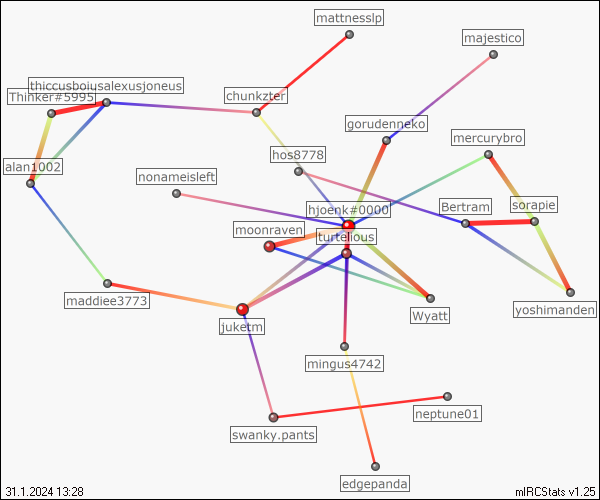 mattnesslp
majestico
thiccusboiusalexusjoneus
Thinker#5995
chunkzter
gorudenneko
mercurybro
hos8778
alan1002
nonameisleft
hjoenk#0000
Bertram
sorapie
moonraven
turtelious
maddiee3773
Wyatt
yoshimanden
juketm
mingus4742
neptune01
swanky.pants
edgepanda
31.1.2024 13:28
mIRCStats v1.25